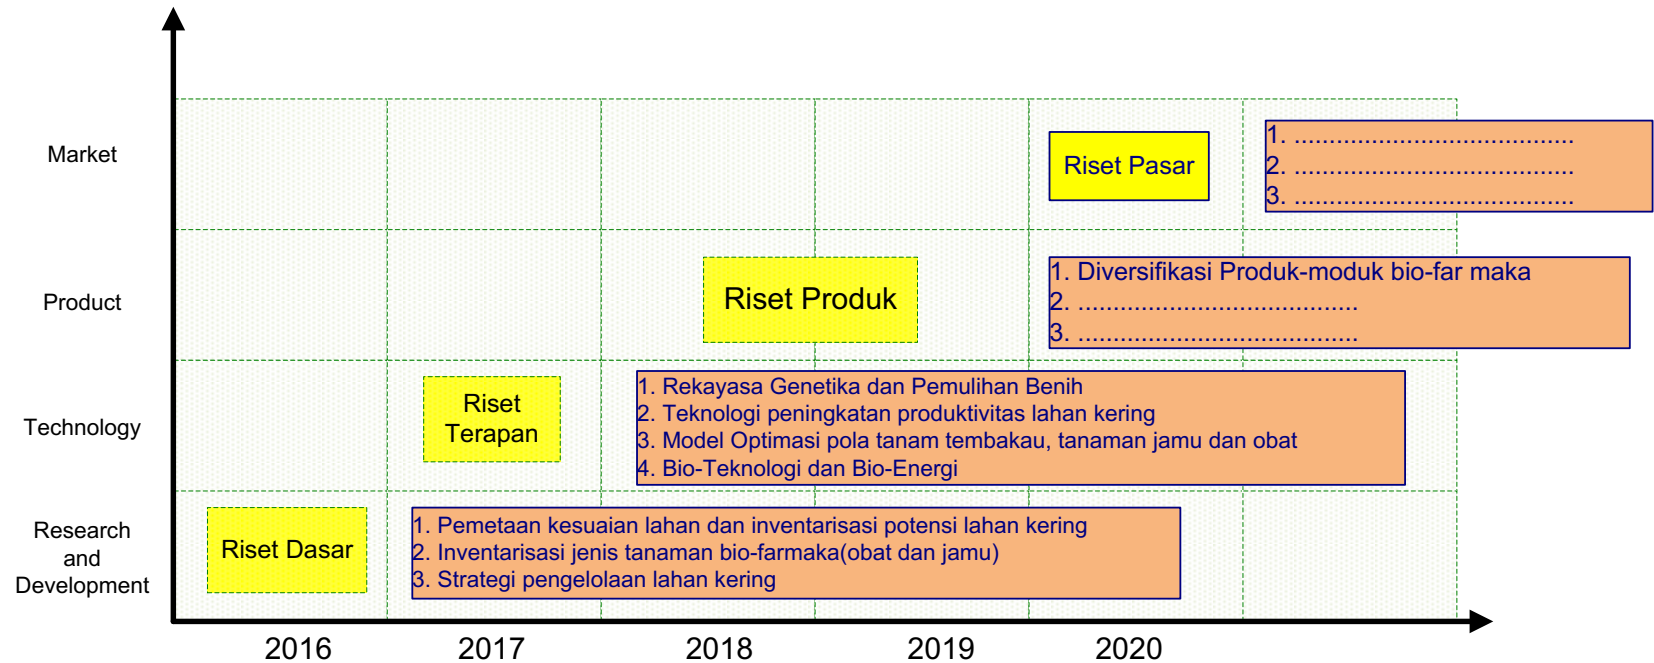 Market
Riset Pasar
1. ........................................
2. ........................................
3. ........................................
Product
Riset Produk
1. Diversifikasi Produk-moduk bio-far maka
2. ........................................
3. ........................................
Technology
Riset
Terapan
1. Rekayasa Genetika dan Pemulihan Benih
2. Teknologi peningkatan produktivitas lahan kering
3. Model Optimasi pola tanam tembakau, tanaman jamu dan obat
4. Bio-Teknologi dan Bio-Energi
Research
and
Development
Riset Dasar
1. Pemetaan kesuaian lahan dan inventarisasi potensi lahan kering
2. Inventarisasi jenis tanaman bio-farmaka(obat dan jamu)
3. Strategi pengelolaan lahan kering
2016 2017 2018 2019 2020